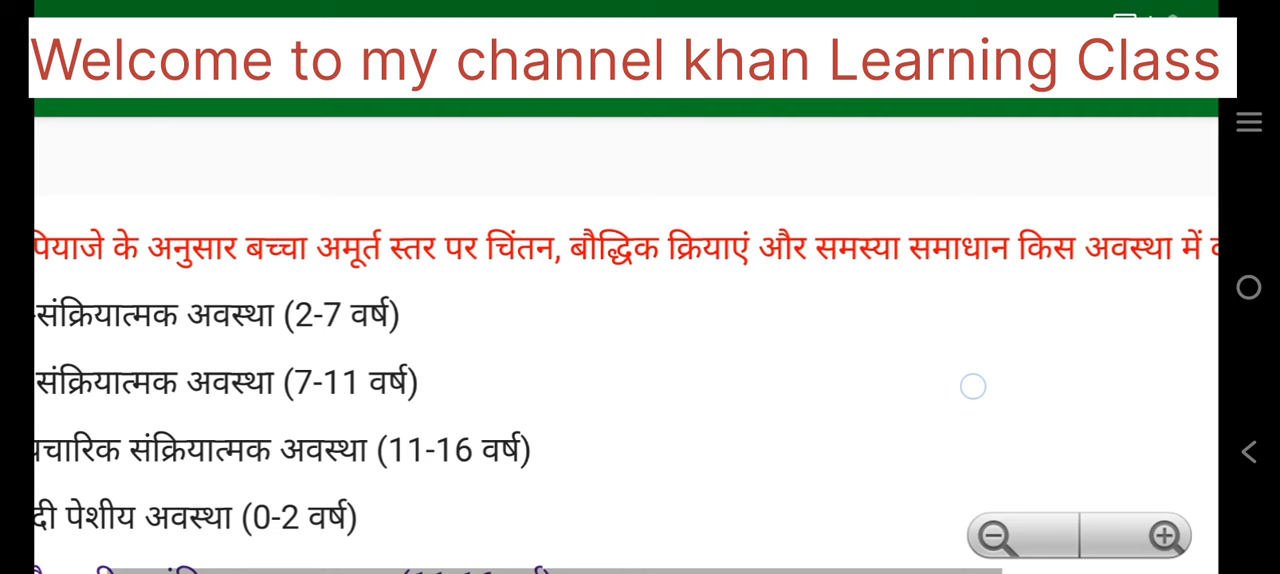 Welcome to my channel khan Learning Class
पियाजे के अनुसार बच्चा अमूर्त स्तर पर चिंतन, बौद्धिक क्रियाएं और समस्या समाधान किस अवस्था में
-संक्रियात्मक अवस्था (2-7 वर्ष)
संक्रियात्मक अवस्था (7-11 वर्ष)
पचारिक संक्रियात्मक अवस्था (11-16 वर्ष)
दी पेशीय अवस्था (0-2 वर्ष)